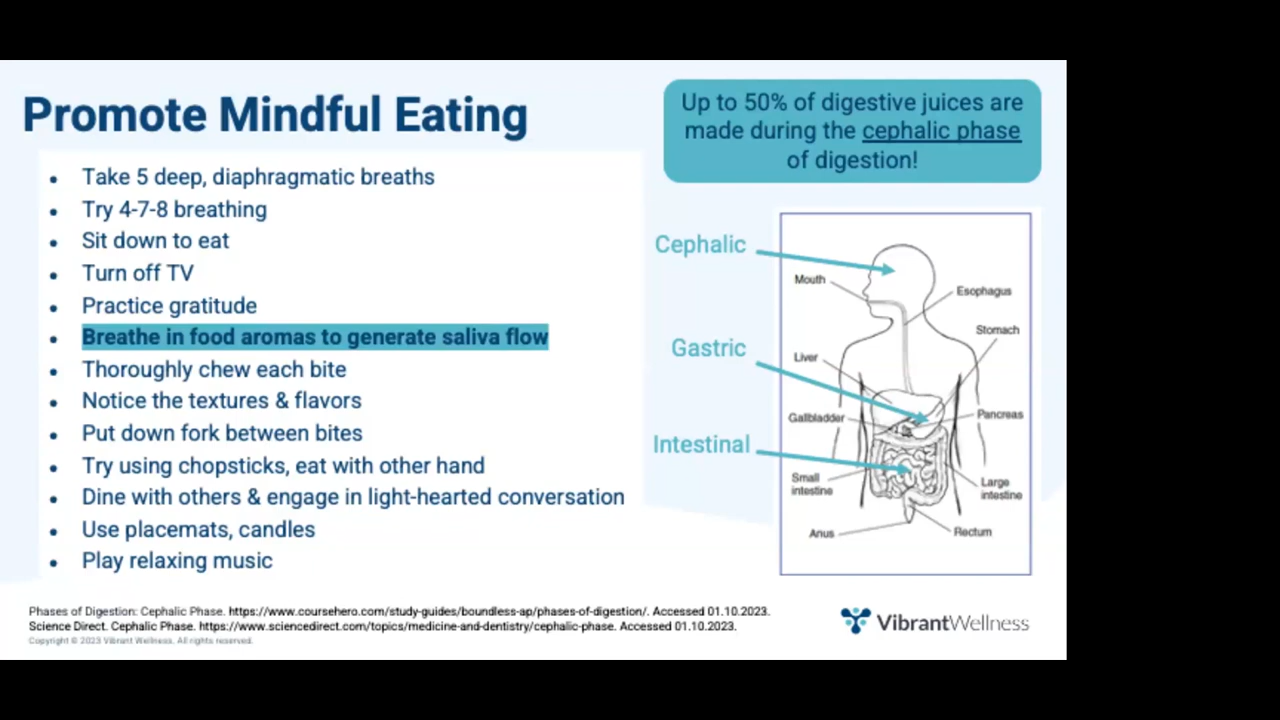 Promote Mindful Eating
• Take 5 deep, diaphragmatic breaths
• Try 4-7-8 breathing
• Sit down to eat
• Turn off TV
• Practice gratitude
• Breathe in food aromas to generate saliva flow
• Thoroughly chew each bite
• Notice the textures & flavors
• Put down fork between bites
• Try using chopsticks, eat with other hand
• Dine with others & engage in light-hearted conversation
• Use placemats, candles
• Play relaxing music
Up to 50% of digestive juices are
made during the cephalic phase
of digestion!
Cephalic
Gastric
Intestinal
Mouth
Esophagus
Stomach
Liver
Gallbladder
Pancreas
Small
intestine
Large
intestine
Anus
Rectum
Phases of Digestion: Cephalic Phase. https://www.coursehero.com/study-guides/boundless-ap/phases-of-digestion/. Accessed 01.10.2023.
Science Direct. Cephalic Phase. https://www.sciencedirect.com/topics/medicine-and-dentistry/cephalic-phase. Accessed 01.10.2023.
Copyright © 2023 Vibrant Wellness. All rights reserved.
VibrantWellness